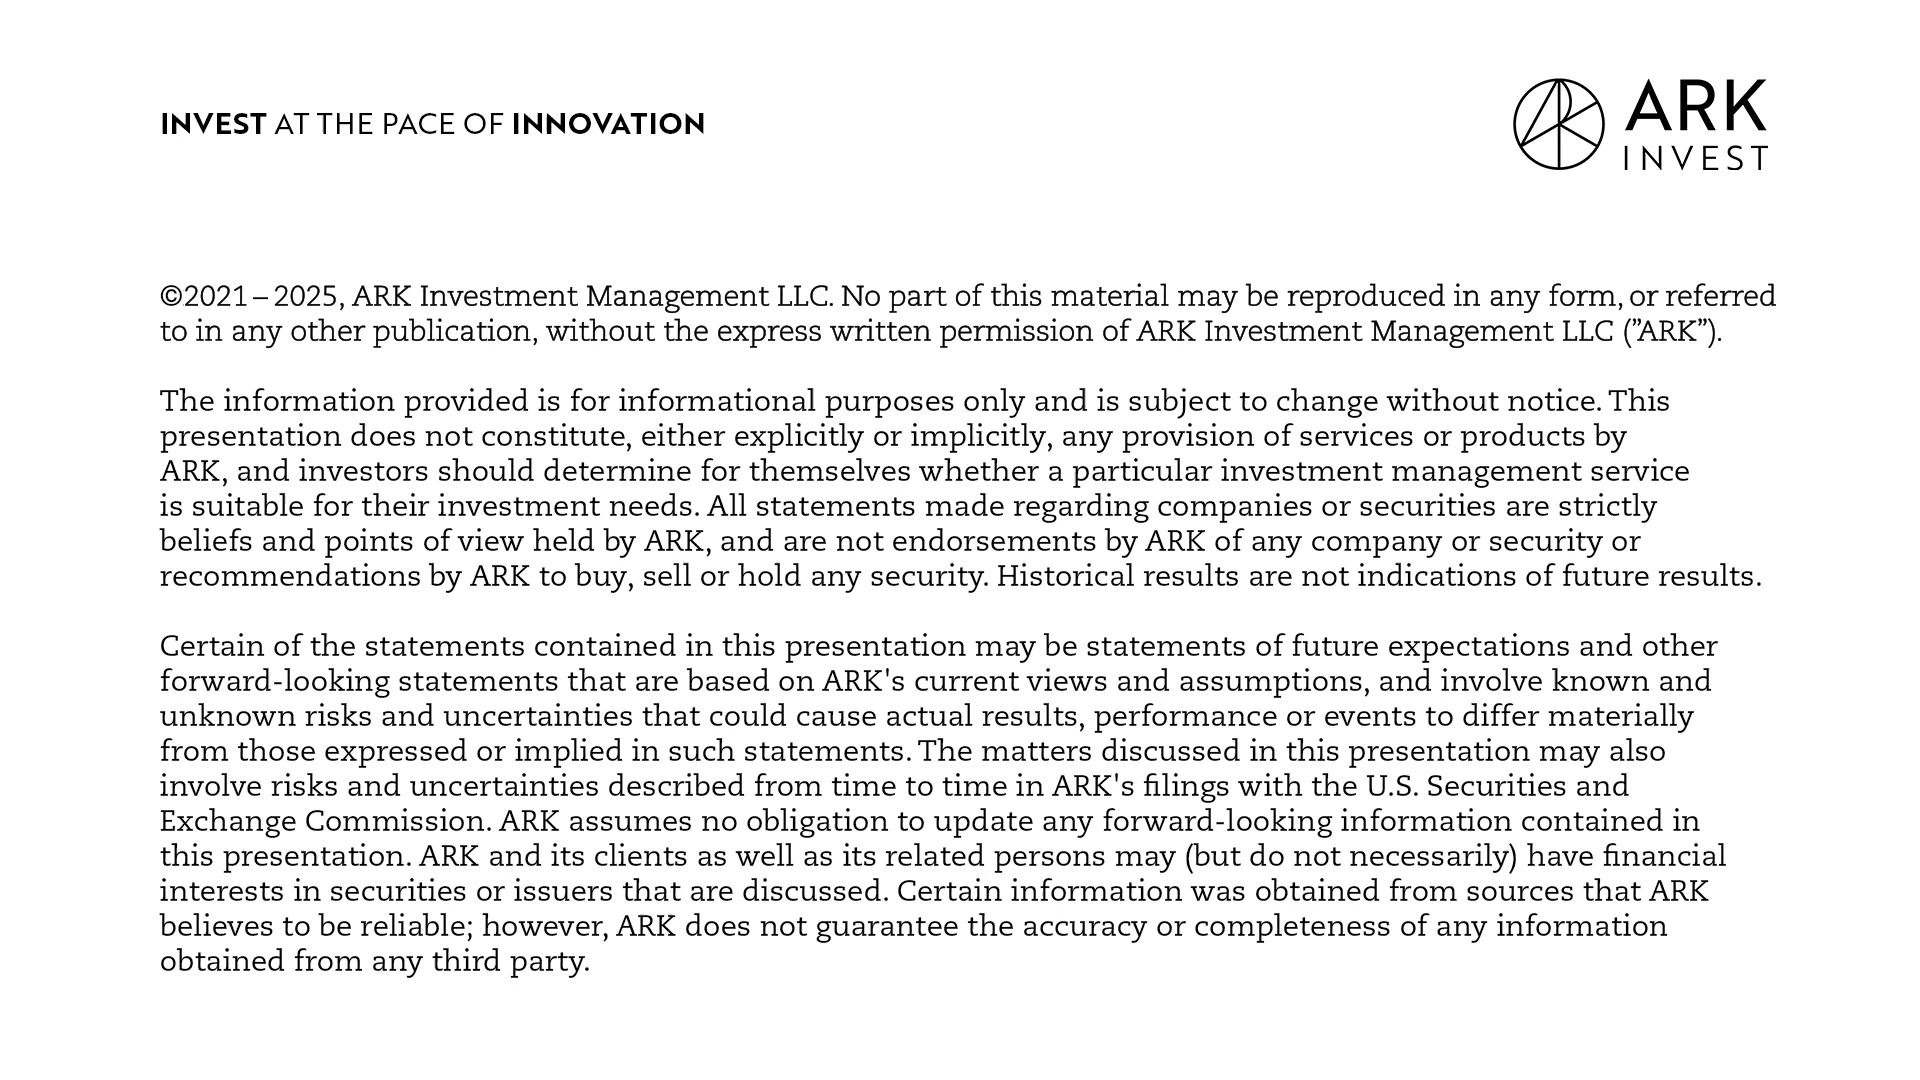 INVEST AT THE PACE OF INNOVATION
ARK
INVEST
©2021 – 2025, ARK Investment Management LLC. No part of this material may be reproduced in any form, or referred
to in any other publication, without the express written permission of ARK Investment Management LLC (”ARK”).
The information provided is for informational purposes only and is subject to change without notice. This
presentation does not constitute, either explicitly or implicitly, any provision of services or products by
ARK, and investors should determine for themselves whether a particular investment management service
is suitable for their investment needs. All statements made regarding companies or securities are strictly
beliefs and points of view held by ARK, and are not endorsements by ARK of any company or security or
recommendations by ARK to buy, sell or hold any security. Historical results are not indications of future results.
Certain of the statements contained in this presentation may be statements of future expectations and other
forward-looking statements that are based on ARK's current views and assumptions, and involve known and
unknown risks and uncertainties that could cause actual results, performance or events to differ materially
from those expressed or implied in such statements. The matters discussed in this presentation may also
involve risks and uncertainties described from time to time in ARK's filings with the U.S. Securities and
Exchange Commission. ARK assumes no obligation to update any forward-looking information contained in
this presentation. ARK and its clients as well as its related persons may (but do not necessarily) have financial
interests in securities or issuers that are discussed. Certain information was obtained from sources that ARK
believes to be reliable; however, ARK does not guarantee the accuracy or completeness of any information
obtained from any third party.